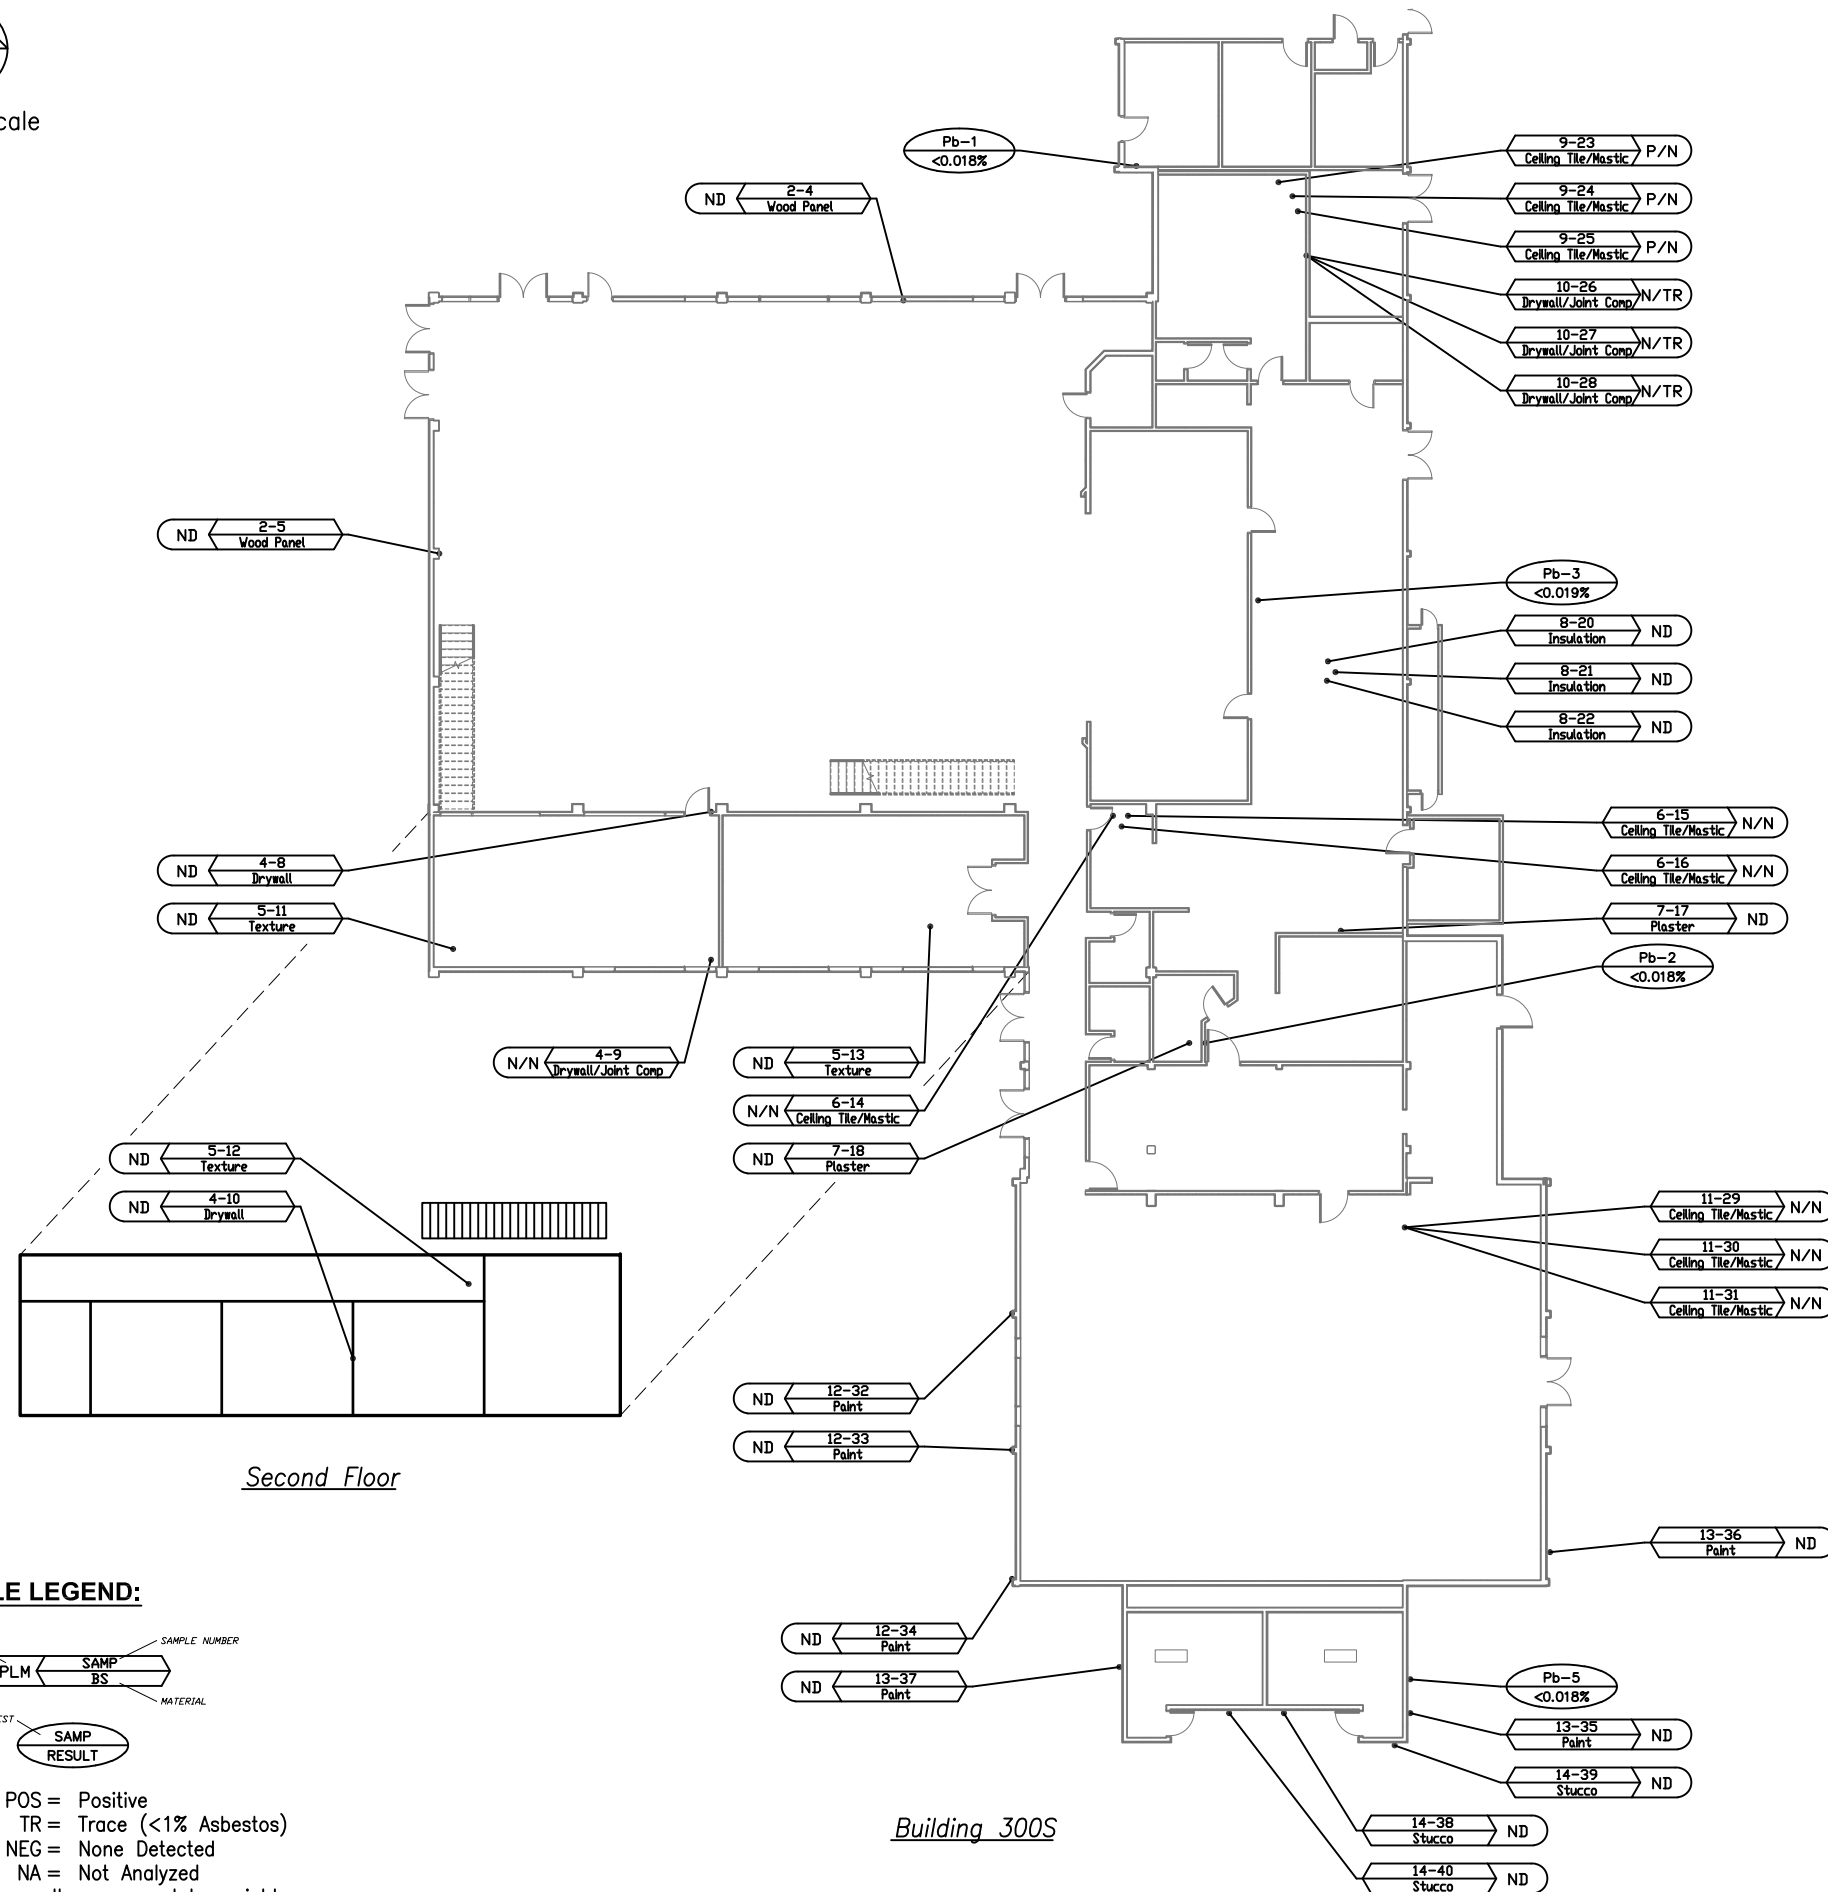 cale
Pb-1
<0.018%
9-23
Ceiling Tile/Mastic
P/N
ND
2-4
Wood Panel
9-24
Ceiling Tile/Mastic
P/N
9-25
Ceiling Tile/Mastic
P/N
10-26
Drywall/Joint Comp
N/TR
10-27
Drywall/Joint Comp
N/TR
10-28
Drywall/Joint Comp
N/TR
ND
2-5
Wood Panel
Pb-3
<0.019%
8-20
Insulation
ND
8-21
Insulation
ND
8-22
Insulation
ND
6-15
Ceiling Tile/Mastic
N/N
ND
4-8
Drywall
6-16
Ceiling Tile/Mastic
N/N
ND
5-11
Texture
7-17
Plaster
ND
Pb-2
<0.018%
N/N
4-9
Drywall/Joint Comp
ND
5-13
Texture
N/N
6-14
Ceiling Tile/Mastic
ND
5-12
Texture
ND
7-18
Plaster
ND
4-10
Drywall
11-29
Ceiling Tile/Mastic
N/N
11-30
Ceiling Tile/Mastic
N/N
11-31
Ceiling Tile/Mastic
N/N
ND
12-32
Paint
ND
12-33
Paint
Second Floor
13-36
Paint
ND
LE LEGEND:
ND
12-34
Paint
SAMPLE NUMBER
PLM
SAMP
BS
MATERIAL
ND
13-37
Paint
Pb-5
<0.018%
EST
SAMP
RESULT
13-35
Paint
ND
14-39
Stucco
ND
POS = Positive
TR = Trace (<1% Asbestos)
NEG = None Detected
NA = Not Analyzed
Building 300S
14-38
Stucco
ND
14-40
Stucco
ND